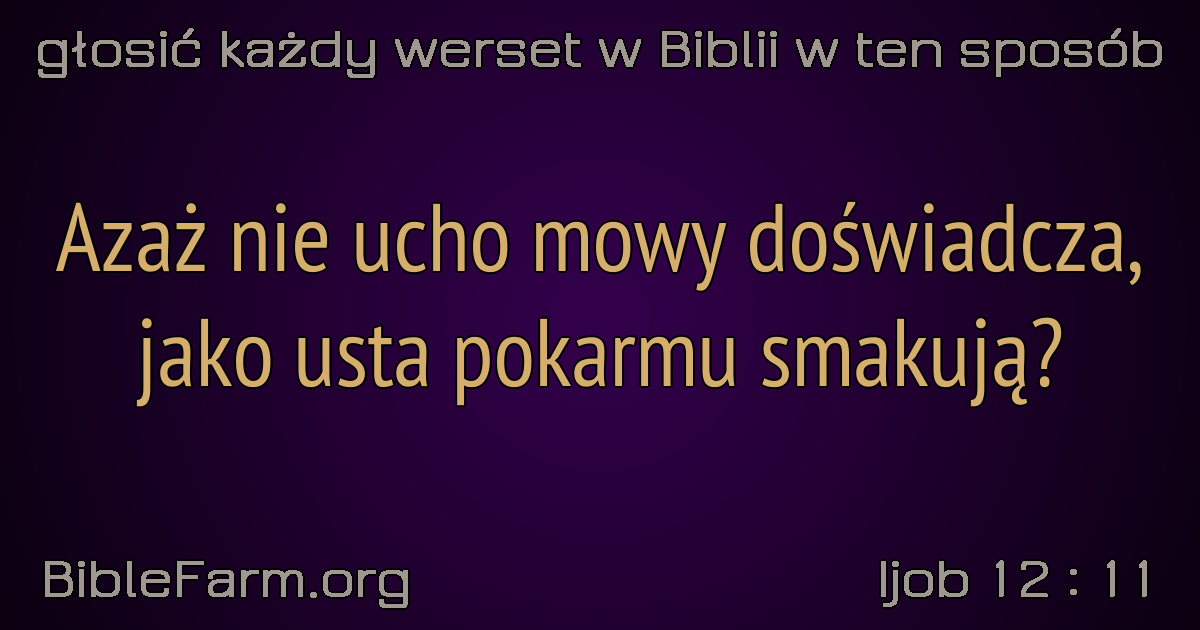 głosić każdy werset w Biblii w ten sposób
Azaż nie ucho mowy doświadcza,
jako usta pokarmu smakują?
BibleFarm.org
Ijob 12 : 11